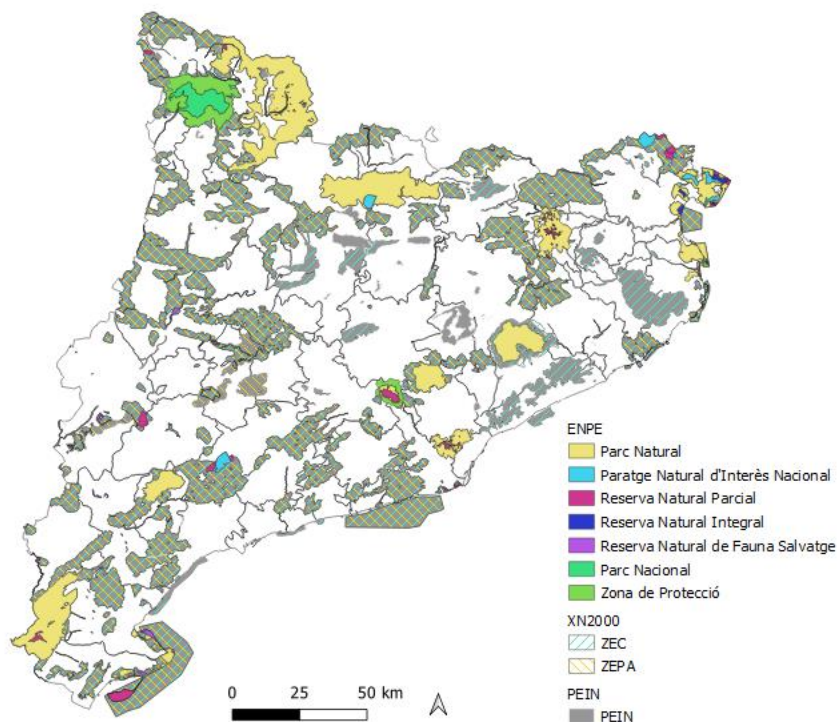 ENPE
Parc Natural
Paratge Natural d'Interès Nacional
Reserva Natural Parcial
Reserva Natural Integral
Reserva Natural de Fauna Salvatge
Parc Nacional
Zona de Protecció
XN2000
ZEC
ZEPA
PEIN
PEIN
0 25 50 km